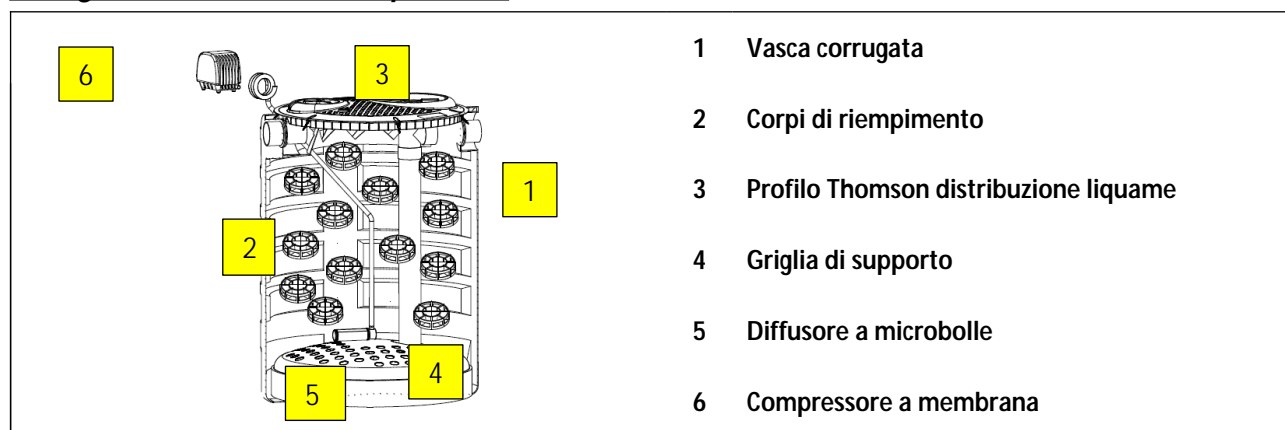 6
3
1
2
4
5
1 Vasca corrugata
2 Corpi di riempimento
3 Profilo Thomson distribuzione liquame
4 Griglia di supporto
5 Diffusore a microbolle
6 Compressore a membrana